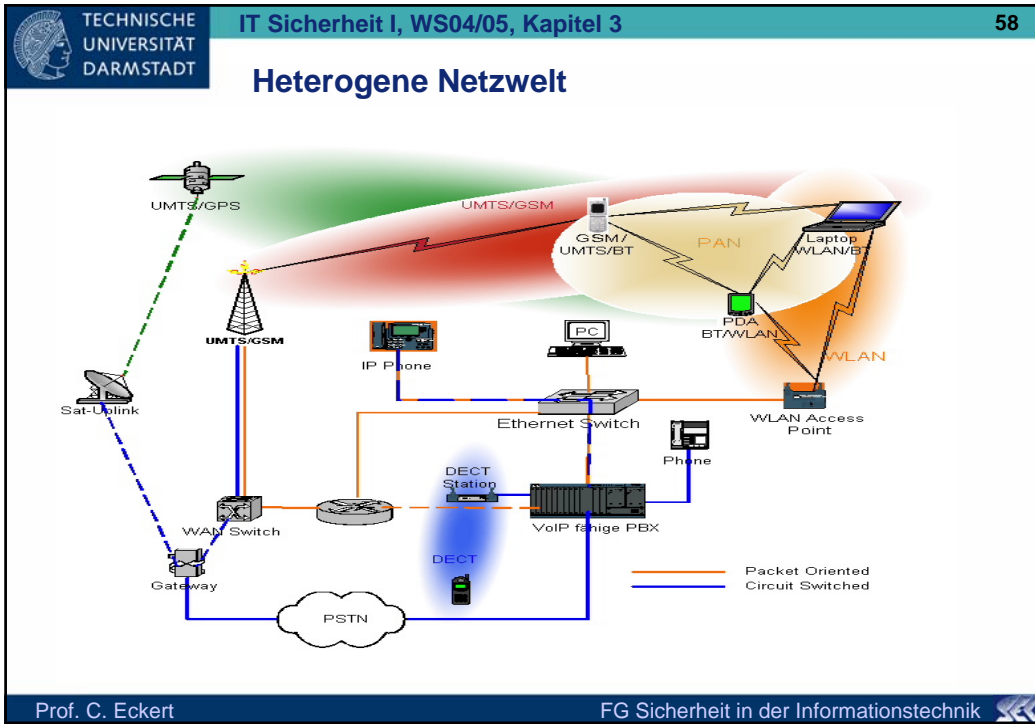 TECHNISCHE
UNIVERSITÄT
DARMSTADT
IT Sicherheit I, WS04/05, Kapitel 3
58
Heterogene Netzwelt
UMTS/GPS
UMTS/GSM
GSM/
UMTS/BT
PAN
Laptop
WLAN/BT
PDA
BT/WLAN
WLAN
UMTS/GSM
IP Phone
PC
Sat-Uplink
Ethernet Switch
WLAN Access
Point
Phone
DECT
Station
WAN Switch
VoIP fähige PBX
DECT
Gateway
PSTN
Packet Oriented
Circuit Switched
Prof. C. Eckert
FG Sicherheit in der Informationstechnik